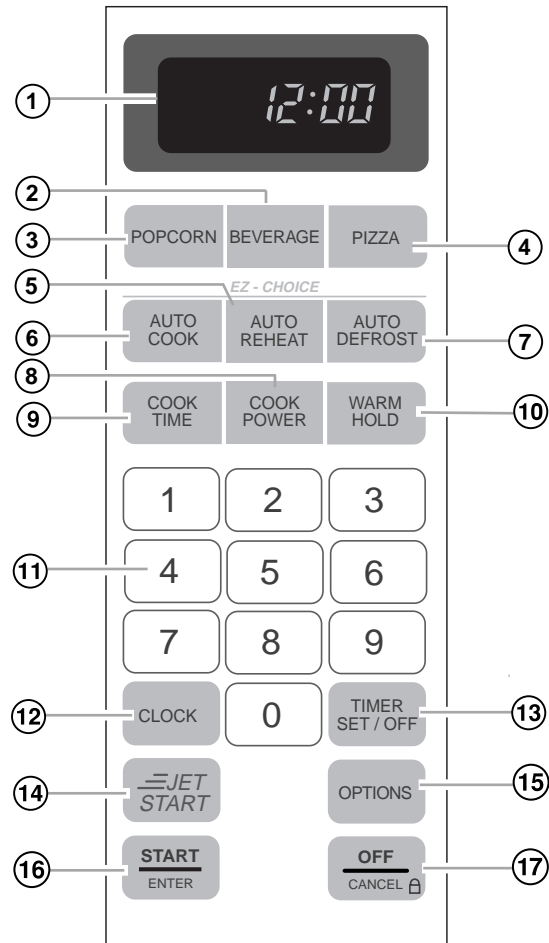 1
12:00
2
3
POPCORN
BEVERAGE
PIZZA
4
5
EZ - CHOICE
6
AUTO
COOK
AUTO
REHEAT
AUTO
DEFROST
7
8
9
COOK
TIME
COOK
POWER
WARM
HOLD
10
1
2
3
11
4
5
6
7
8
9
12
CLOCK
0
TIMER
SET / OFF
13
14
JET
START
OPTIONS
15
16
START
ENTER
OFF
CANCEL
17